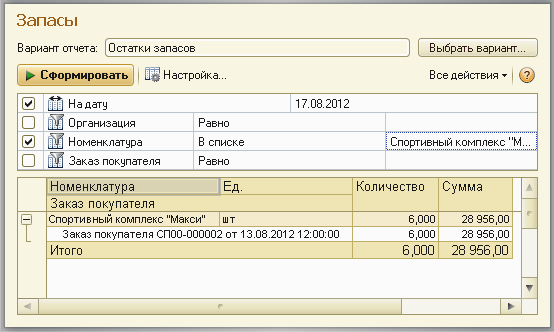 Запасы
Вариант отчета: Остатки запасов Выбрать вариант...
Сформировать Настройка... Все действия ?
На дату 17.08.2012
Организация Равно
Номенклатура В списке Спортивный комплекс "М...
Заказ покупателя Равно
Номенклатура Ед. Количество Сумма
Заказ покупателя
Спортивный комплекс "Макси" шт 6,000 28 956,00
Заказ покупателя СП00-000002 от 13.08.2012 12:00:00 6,000 28 956,00
Итого 6,000 28 956,00